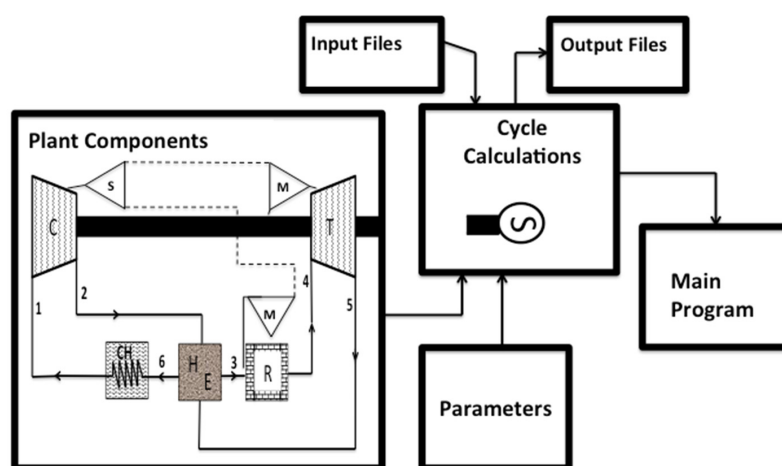 Input Files
Output Files
Plant Components
Cycle
Calculations
S
M
C
T
S
1
2
4
5
M
Main
Program
CH
6
H
E
3
R
Parameters